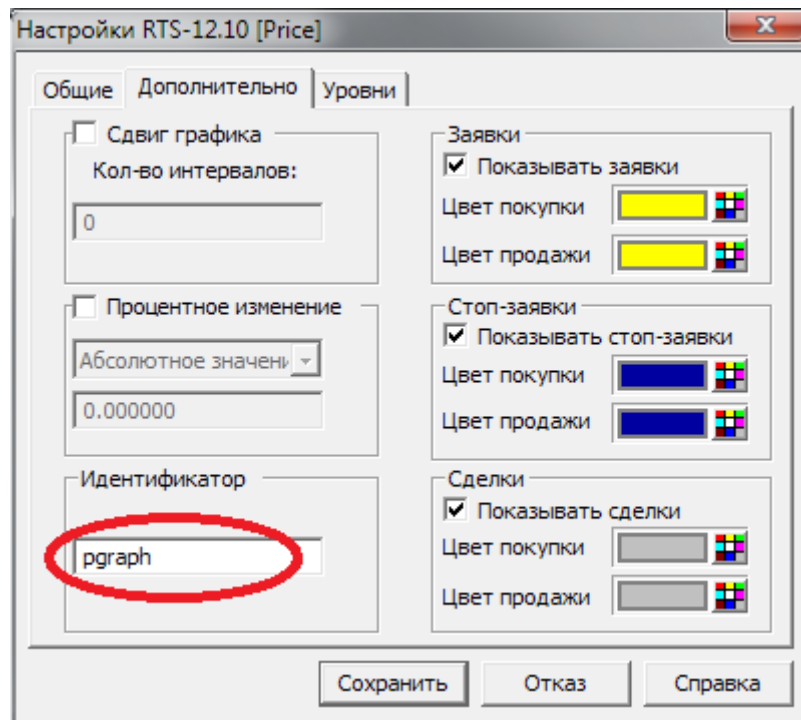 Настройки RTS-12.10 [Price]
Общие Дополнительно Уровни
Сдвиг графика
Кол-во интервалов:
0
Процентное изменение
Абсолютное значени
0.000000
Идентификатор
pgraph
Заявки
Показывать заявки
Цвет покупки
Цвет продажи
Стоп-заявки
Показывать стоп-заявки
Цвет покупки
Цвет продажи
Сделки
Показывать сделки
Цвет покупки
Цвет продажи
Сохранить Отказ Справка